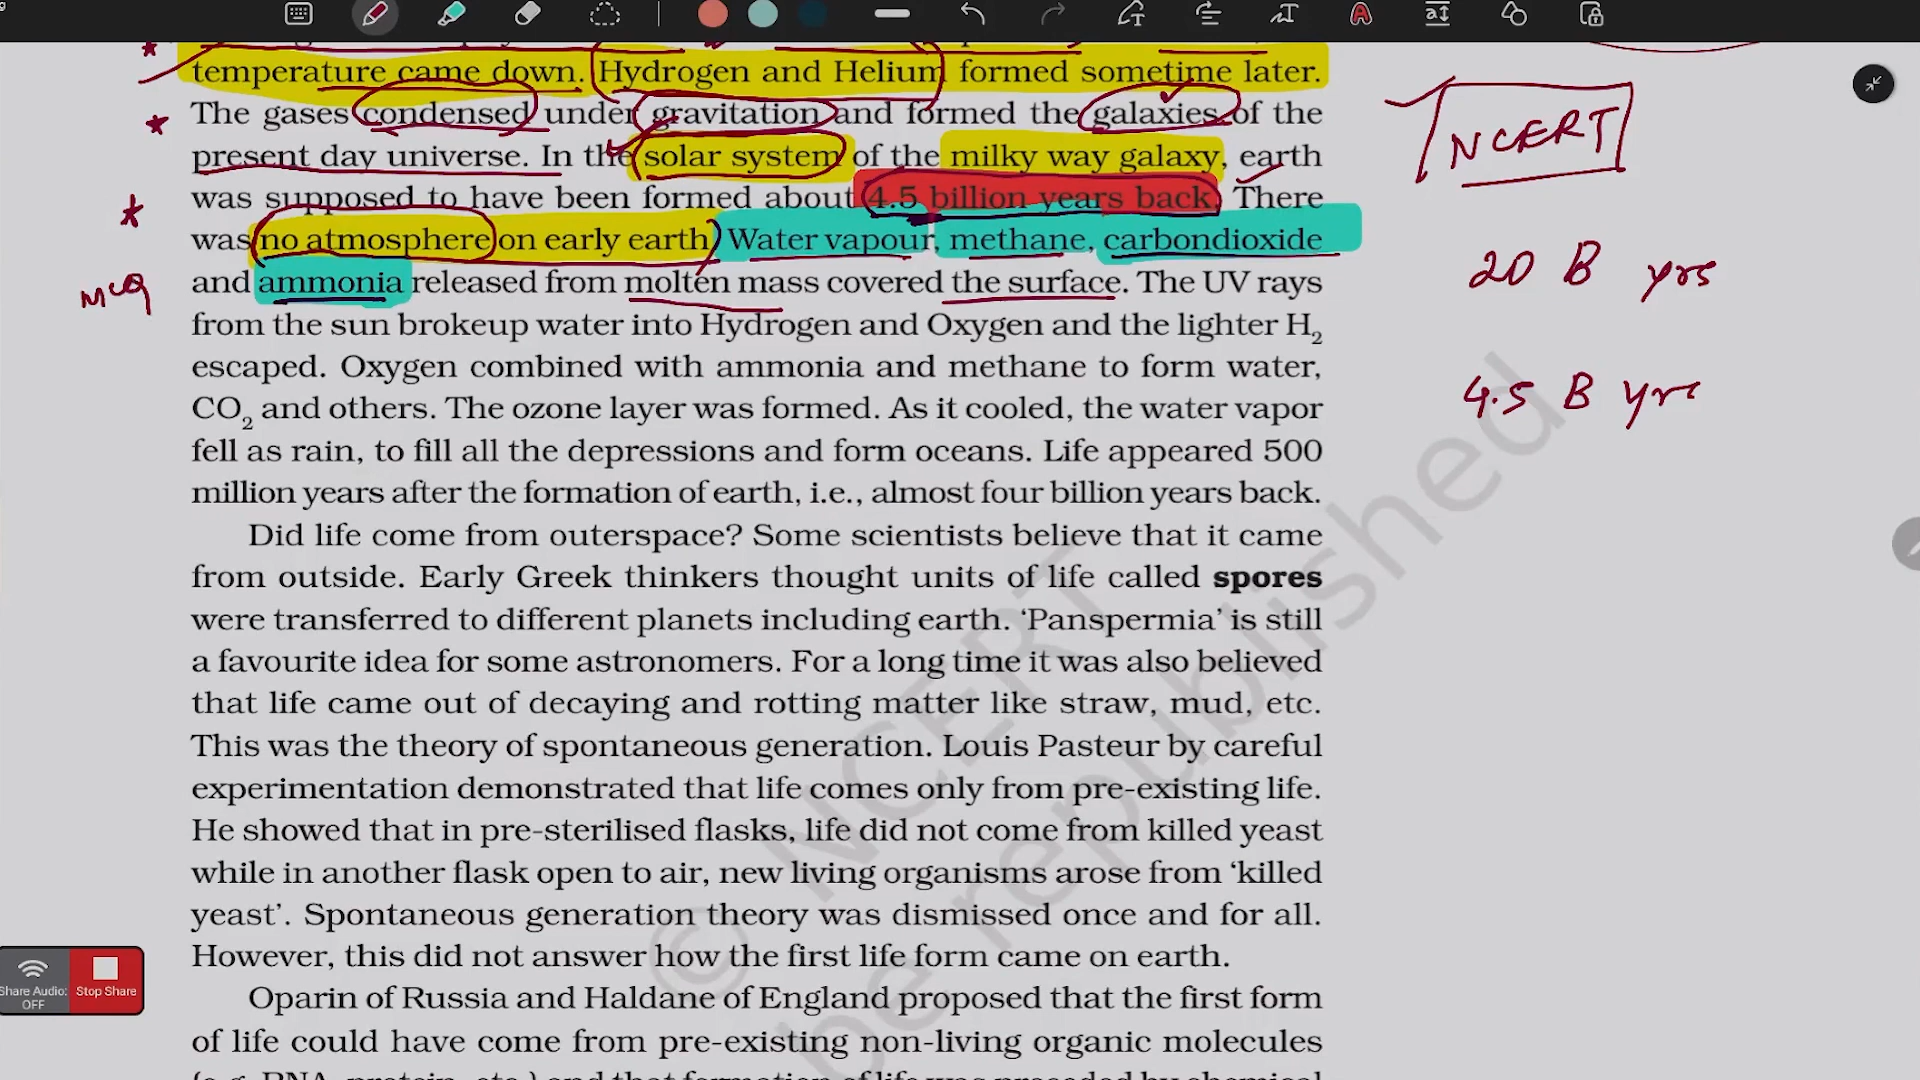 temperature came down. Hydrogen and Helium formed sometime later.
The gases condensed under gravitation and formed the galaxies of the
present day universe. In the solar system of the milky way galaxy, earth
was supposed to have been formed about 4.5 billion years back. There
was no atmosphere on early earth. Water vapour, methane, carbondioxide
and ammonia released from molten mass covered the surface. The UV rays
from the sun brokeup water into Hydrogen and Oxygen and the lighter H₂
escaped. Oxygen combined with ammonia and methane to form water,
CO₂ and others. The ozone layer was formed. As it cooled, the water vapor
fell as rain, to fill all the depressions and form oceans. Life appeared 500
million years after the formation of earth, i.e., almost four billion years back.
Did life come from outerspace? Some scientists believe that it came
from outside. Early Greek thinkers thought units of life called spores
were transferred to different planets including earth. ‘Panspermia’ is still
a favourite idea for some astronomers. For a long time it was also believed
that life came out of decaying and rotting matter like straw, mud, etc.
This was the theory of spontaneous generation. Louis Pasteur by careful
experimentation demonstrated that life comes only from pre-existing life.
He showed that in pre-sterilised flasks, life did not come from killed yeast
while in another flask open to air, new living organisms arose from ‘killed
yeast’. Spontaneous generation theory was dismissed once and for all.
However, this did not answer how the first life form came on earth.
Oparin of Russia and Haldane of England proposed that the first form
of life could have come from pre-existing non-living organic molecules
(e.g. RNA, protein, etc.) and that formation of life was preceded by chemical
MCQ
NCERT
20 B yrs
4.5 B yrs
© NCERT
be republished
Share Audio:
OFF
Stop Share